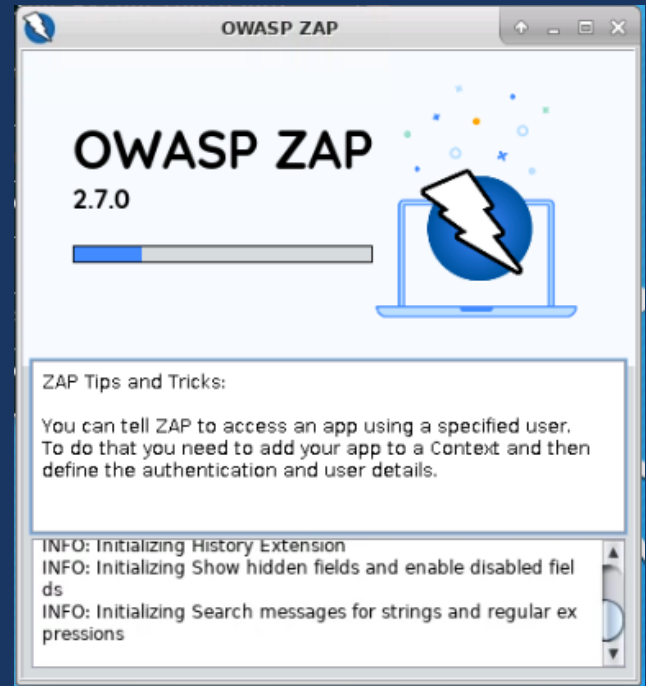 OWASP ZAP
OWASP ZAP
2.7.0
ZAP Tips and Tricks:
You can tell ZAP to access an app using a specified user.
To do that you need to add your app to a Context and then
define the authentication and user details.
INFO: Initializing History Extension
INFO: Initializing Show hidden fields and enable disabled fiel
ds
INFO: Initializing Search messages for strings and regular ex
pressions